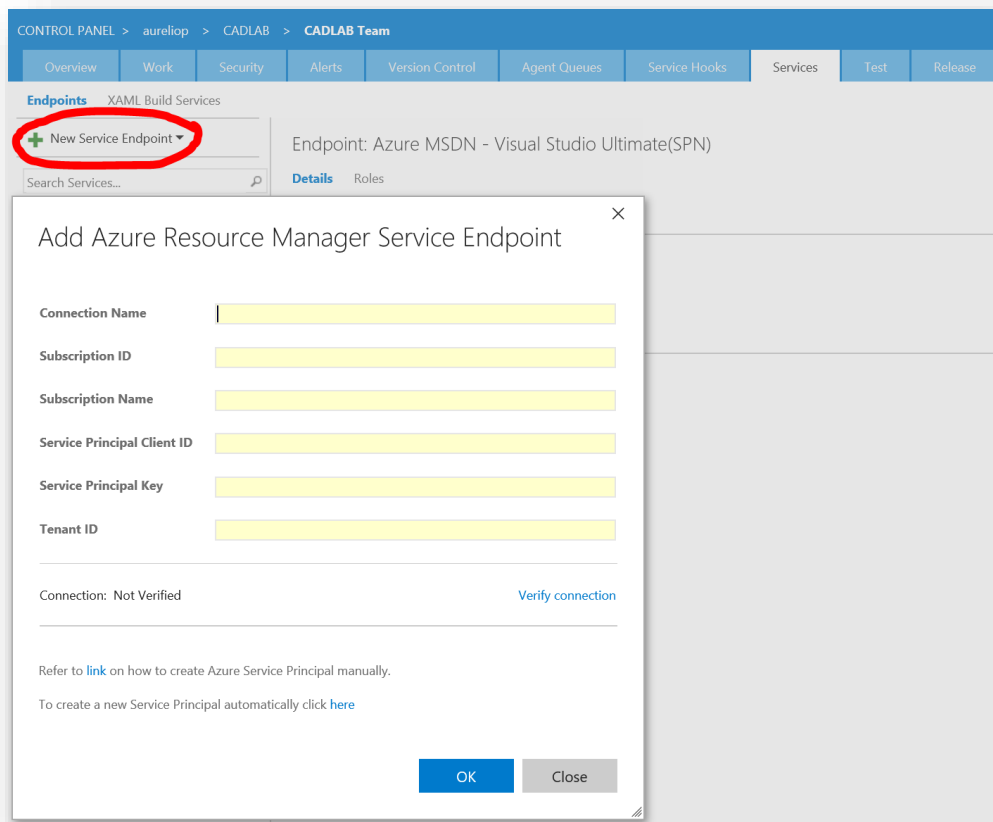 CONTROL PANEL > aureliop > CADLAB > CADLAB Team
Overview Work Security Alerts Version Control Agent Queues Service Hooks Services Test Release
Endpoints XAML Build Services
New Service Endpoint
Search Services...
Endpoint: Azure MSDN - Visual Studio Ultimate(SPN)
Details Roles
Add Azure Resource Manager Service Endpoint
Connection Name
Subscription ID
Subscription Name
Service Principal Client ID
Service Principal Key
Tenant ID
Connection: Not Verified Verify connection
Refer to link on how to create Azure Service Principal manually.
To create a new Service Principal automatically click here
OK Close